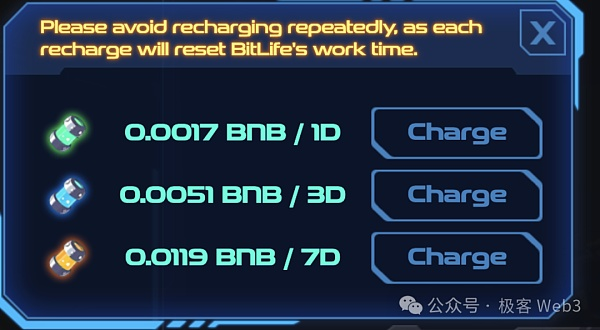 Please avoid recharging repeatedly, as each
recharge will reset BitLife's work time.
X
0.0017 BNB / 1D
Charge
0.0051 BNB / 3D
Charge
0.0119 BNB / 7D
Charge
公众号 · 极客 Web3